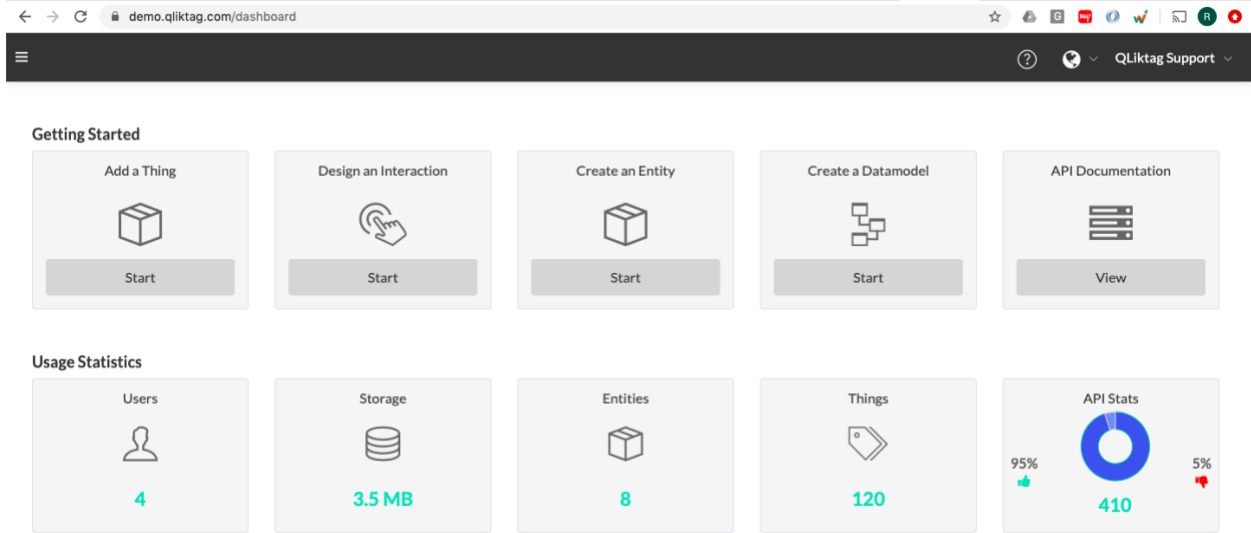 demo.qliktag.com/dashboard
G
R
? QLiktag Support
Getting Started
Add a Thing
Design an Interaction
Create an Entity
Create a Datamodel
API Documentation
Start
Start
Start
Start
View
Usage Statistics
Users
Storage
Entities
Things
API Stats
95%
5%
4
3.5 MB
8
120
410